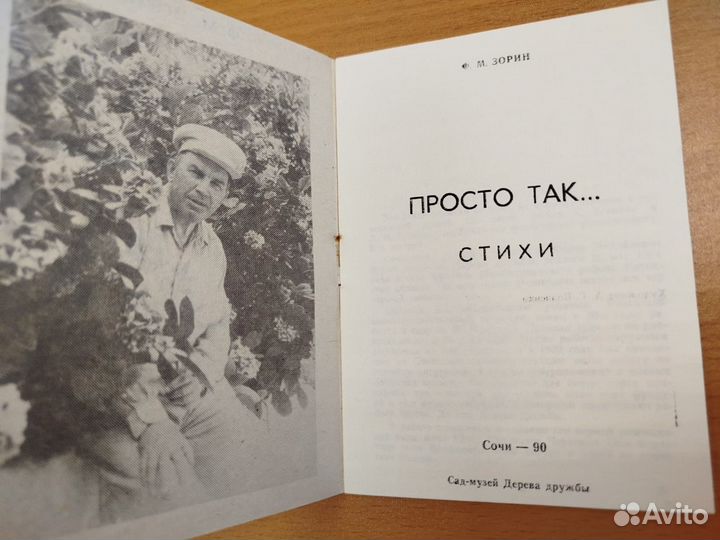 Ф. М. ЗОРИН
ПРОСТО ТАК...
СТИХИ
Сочи — 90
Сад-музей Дерева дружбы
Avito